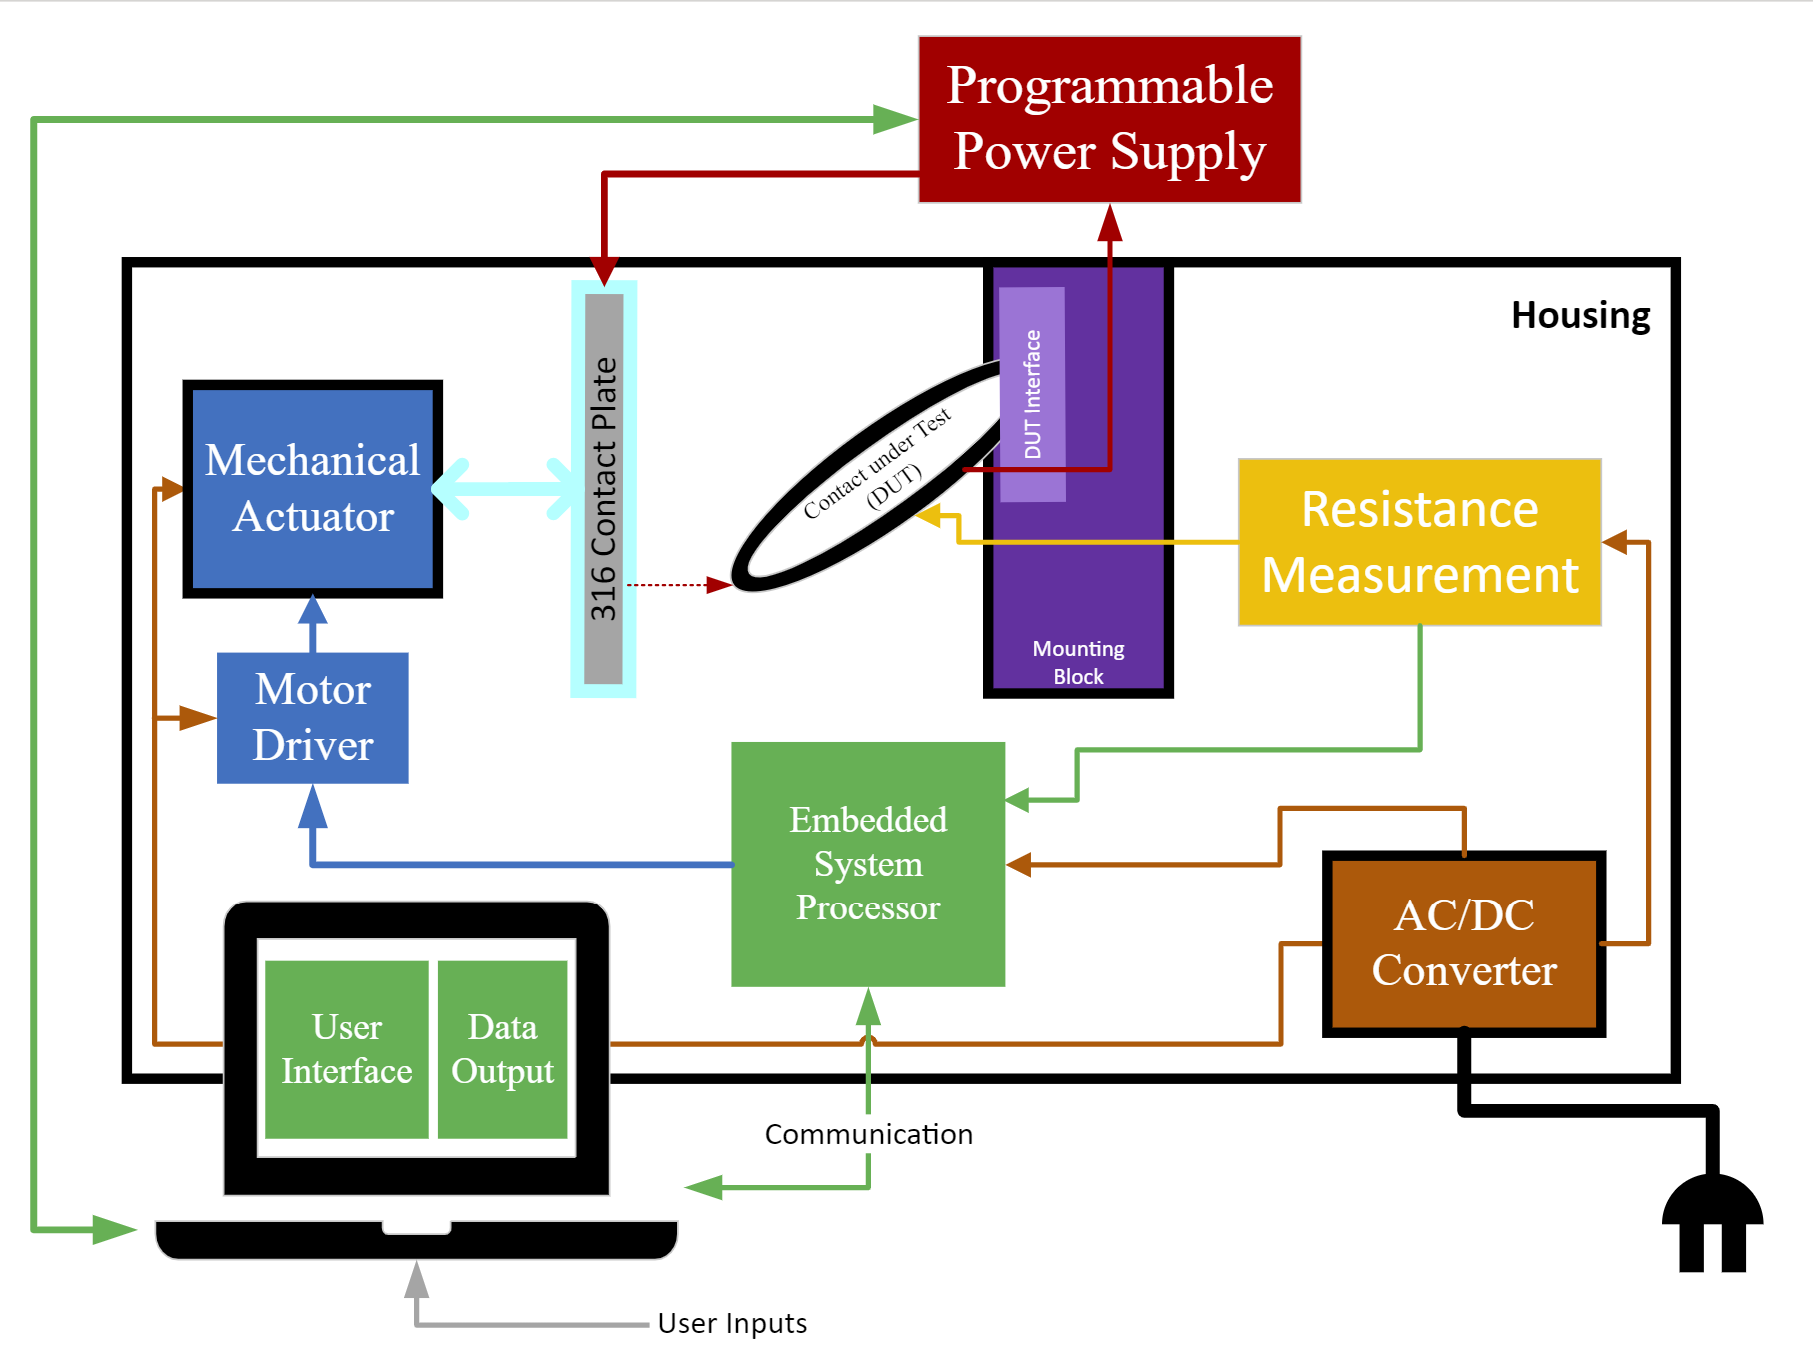 Programmable
Power Supply
Housing
DUT Interface
316 Contact Plate
Contact under Test
(DUT)
Mechanical
Actuator
Resistance
Measurement
Mounting
Block
Motor
Driver
Embedded
System
Processor
AC/DC
Converter
User
Interface
Data
Output
Communication
User Inputs